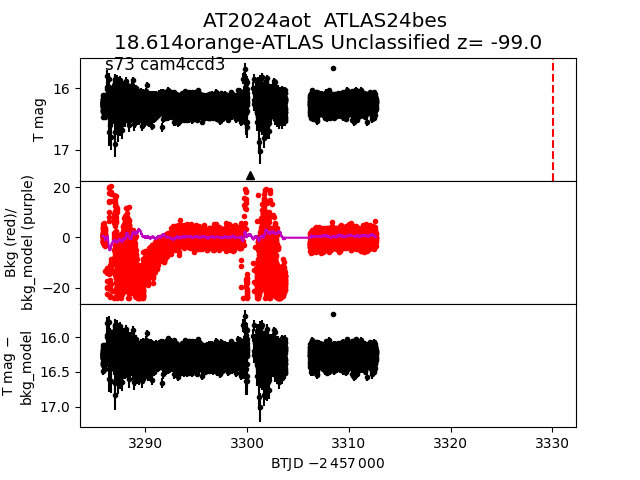 AT2024aot  ATLAS24bes
18.614orange-ATLAS Unclassified z= -99.0
s73 cam4ccd3
16
17
T mag
20
0
−20
Bkg (red)/
bkg_model (purple)
16.0
16.5
17.0
T mag −
bkg_model
3290
3300
3310
3320
3330
BTJD −2 457 000